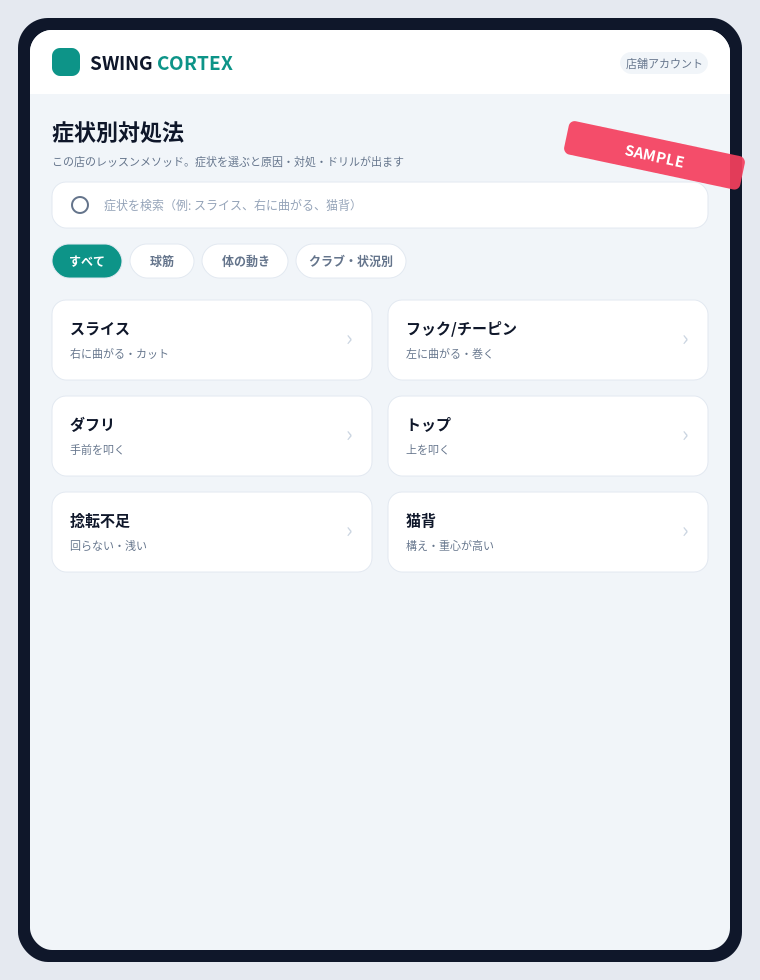 SWING CORTEX
店舗アカウント
症状別対処法
SAMPLE
この店のレッスンメソッド。症状を選ぶと原因・対処・ドリルが出ます
症状を検索（例: スライス、右に曲がる、猫背）
すべて 球筋 体の動き クラブ・状況別
スライス
右に曲がる・カット
フック/チーピン
左に曲がる・巻く
ダフリ
手前を叩く
トップ
上を叩く
捻転不足
回らない・浅い
猫背
構え・重心が高い